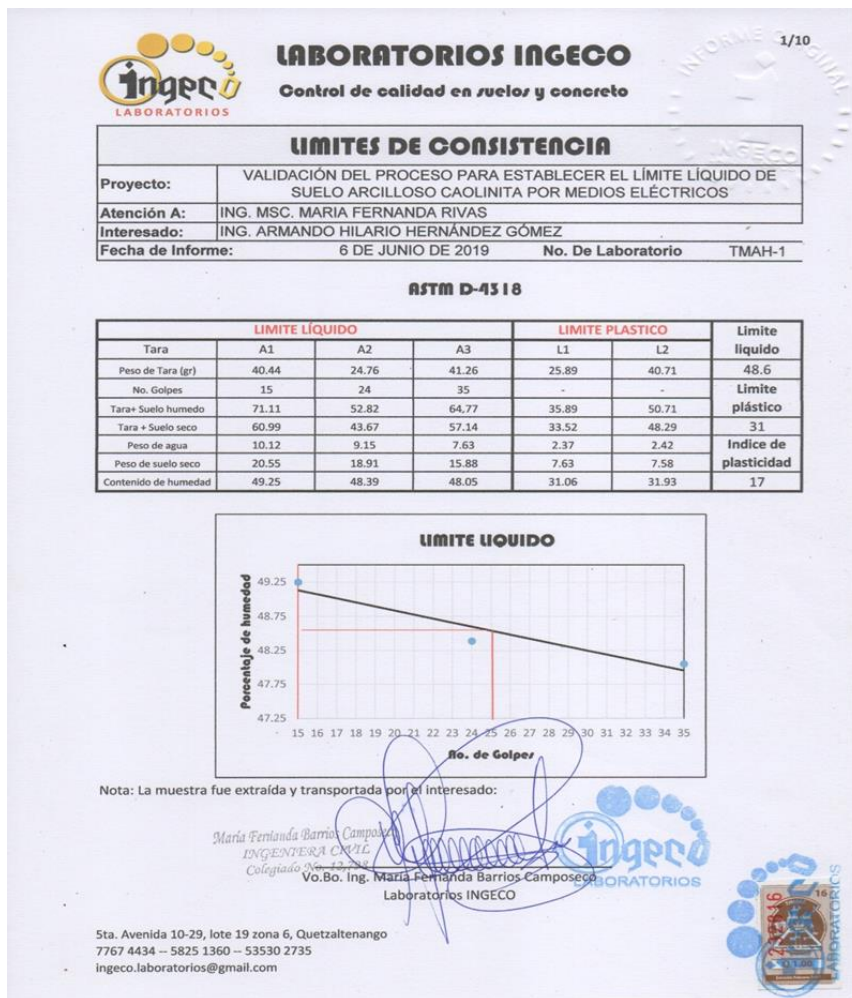 1/10
INFORME ORIGINAL
INGECO
ingeco
LABORATORIOS
LABORATORIOS INGECO
Control de calidad en suelos y concreto
LIMITES DE CONSISTENCIA
Proyecto: VALIDACIÓN DEL PROCESO PARA ESTABLECER EL LÍMITE LÍQUIDO DE
SUELO ARCILLOSO CAOLINITA POR MEDIOS ELÉCTRICOS
Atención A: ING. MSC. MARIA FERNANDA RIVAS
Interesado: ING. ARMANDO HILARIO HERNÁNDEZ GÓMEZ
Fecha de Informe: 6 DE JUNIO DE 2019 No. De Laboratorio TMAH-1
ASTM D-4318
LIMITE LÍQUIDO LIMITE PLASTICO Limite
Tara A1 A2 A3 L1 L2 liquido
Peso de Tara (gr) 40.44 24.76 41.26 25.89 40.71 48.6
No. Golpes 15 24 35 - - Limite
Tara+ Suelo humedo 71.11 52.82 64,77 35.89 50.71 plástico
Tara + Suelo seco 60.99 43.67 57.14 33.52 48.29 31
Peso de agua 10.12 9.15 7.63 2.37 2.42 Indice de
Peso de suelo seco 20.55 18.91 15.88 7.63 7.58 plasticidad
Contenido de humedad 49.25 48.39 48.05 31.06 31.93 17
LIMITE LIQUIDO
Porcentaje de humedad
49.25
48.75
48.25
47.75
47.25
15 16 17 18 19 20 21 22 23 24 25 26 27 28 29 30 31 32 33 34 35
No. de Golpes
Nota: La muestra fue extraída y transportada por el interesado:
María Fernanda Barrios Camposeco
INGENIERA CIVIL
Colegiado No.
Vo.Bo. Ing. María Fernanda Barrios Camposeco
Laboratorios INGECO
ingeco
LABORATORIOS
5ta. Avenida 10-29, lote 19 zona 6, Quetzaltenango
7767 4434 -- 5825 1360 -- 53530 2735
ingeco.laboratorios@gmail.com
ingeco
LABORATORIOS
16